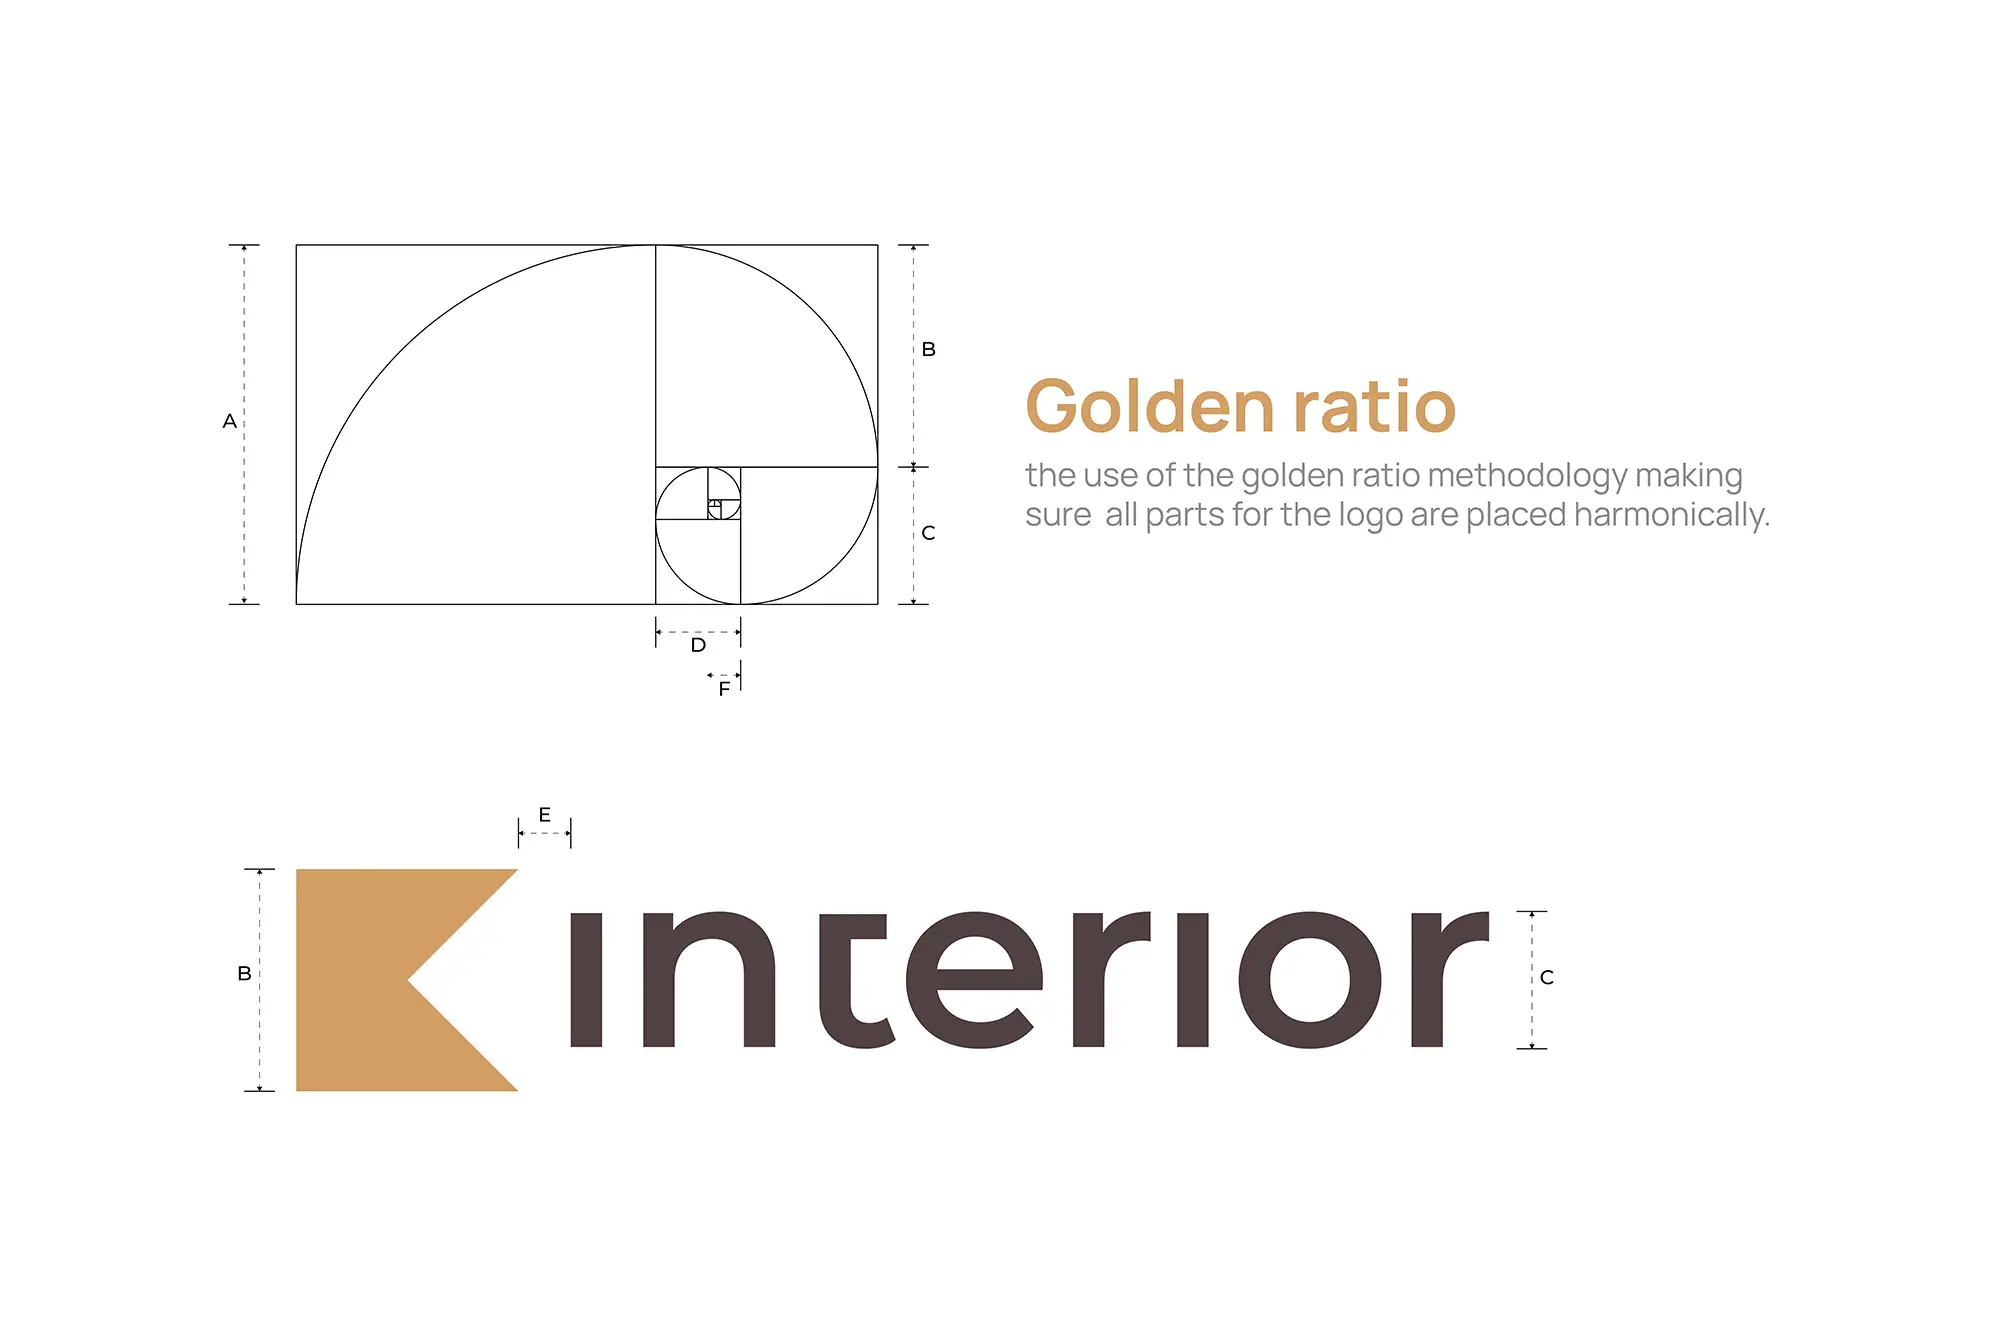 A
B
C
D
F
Golden ratio
the use of the golden ratio methodology making
sure  all parts for the logo are placed harmonically.
E
B
interior
C